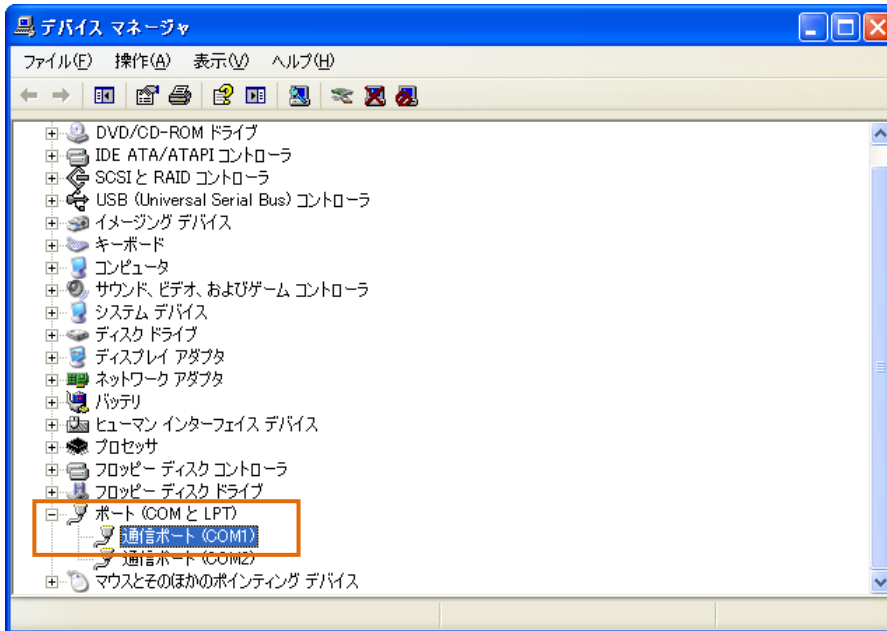 デバイス マネージャ
ファイル(F) 操作(A) 表示(V) ヘルプ(H)
DVD/CD-ROM ドライブ
IDE ATA/ATAPI コントローラ
SCSI と RAID コントローラ
USB (Universal Serial Bus) コントローラ
イメージング デバイス
キーボード
コンピュータ
サウンド、ビデオ、およびゲーム コントローラ
システム デバイス
ディスク ドライブ
ディスプレイ アダプタ
ネットワーク アダプタ
バッテリ
ヒューマン インターフェイス デバイス
プロセッサ
フロッピー ディスク コントローラ
フロッピー ディスク ドライブ
ポート (COM と LPT)
通信ポート (COM1)
通信ポート (COM2)
マウスとそのほかのポインティング デバイス